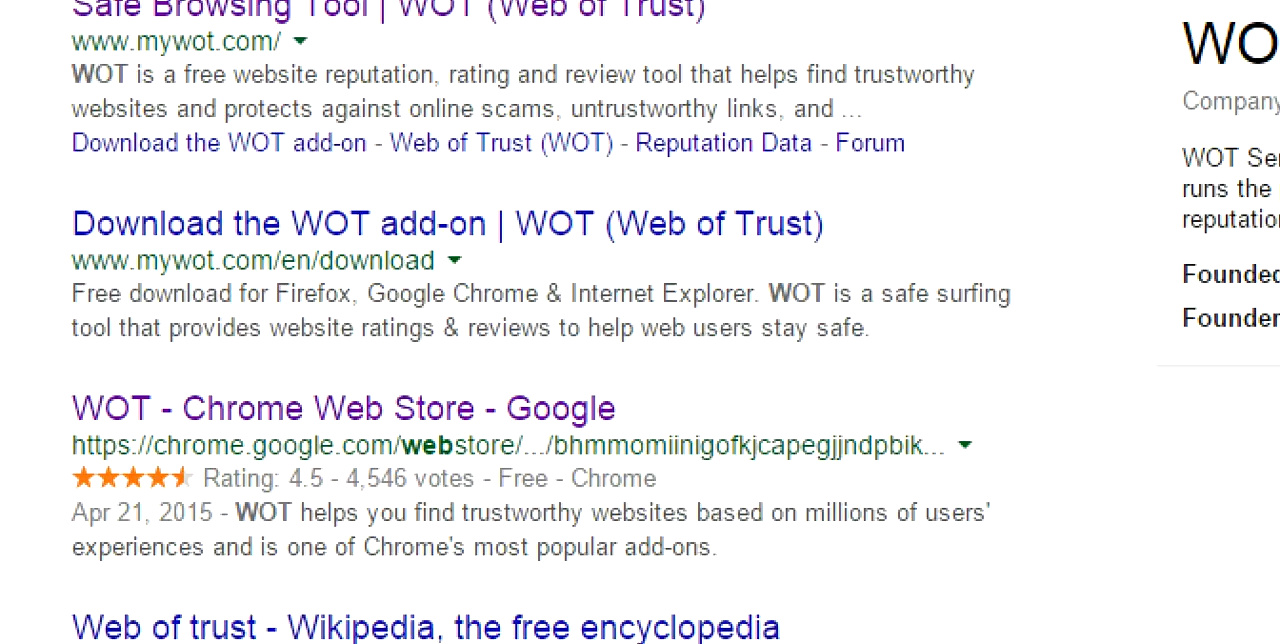 Safe Browsing Tool | WOT (Web of Trust)
www.mywot.com/
WOT is a free website reputation, rating and review tool that helps find trustworthy
websites and protects against online scams, untrustworthy links, and ...
Download the WOT add-on - Web of Trust (WOT) - Reputation Data - Forum
Download the WOT add-on | WOT (Web of Trust)
www.mywot.com/en/download
Free download for Firefox, Google Chrome & Internet Explorer. WOT is a safe surfing
tool that provides website ratings & reviews to help web users stay safe.
WOT - Chrome Web Store - Google
https://chrome.google.com/webstore/.../bhmmomiinigofkjcapegjjndpbik...
Rating: 4.5 - 4,546 votes - Free - Chrome
Apr 21, 2015 - WOT helps you find trustworthy websites based on millions of users'
experiences and is one of Chrome's most popular add-ons.
Web of trust - Wikipedia, the free encyclopedia
WO
Company
WOT Ser
runs the
reputation
Founded
Founder